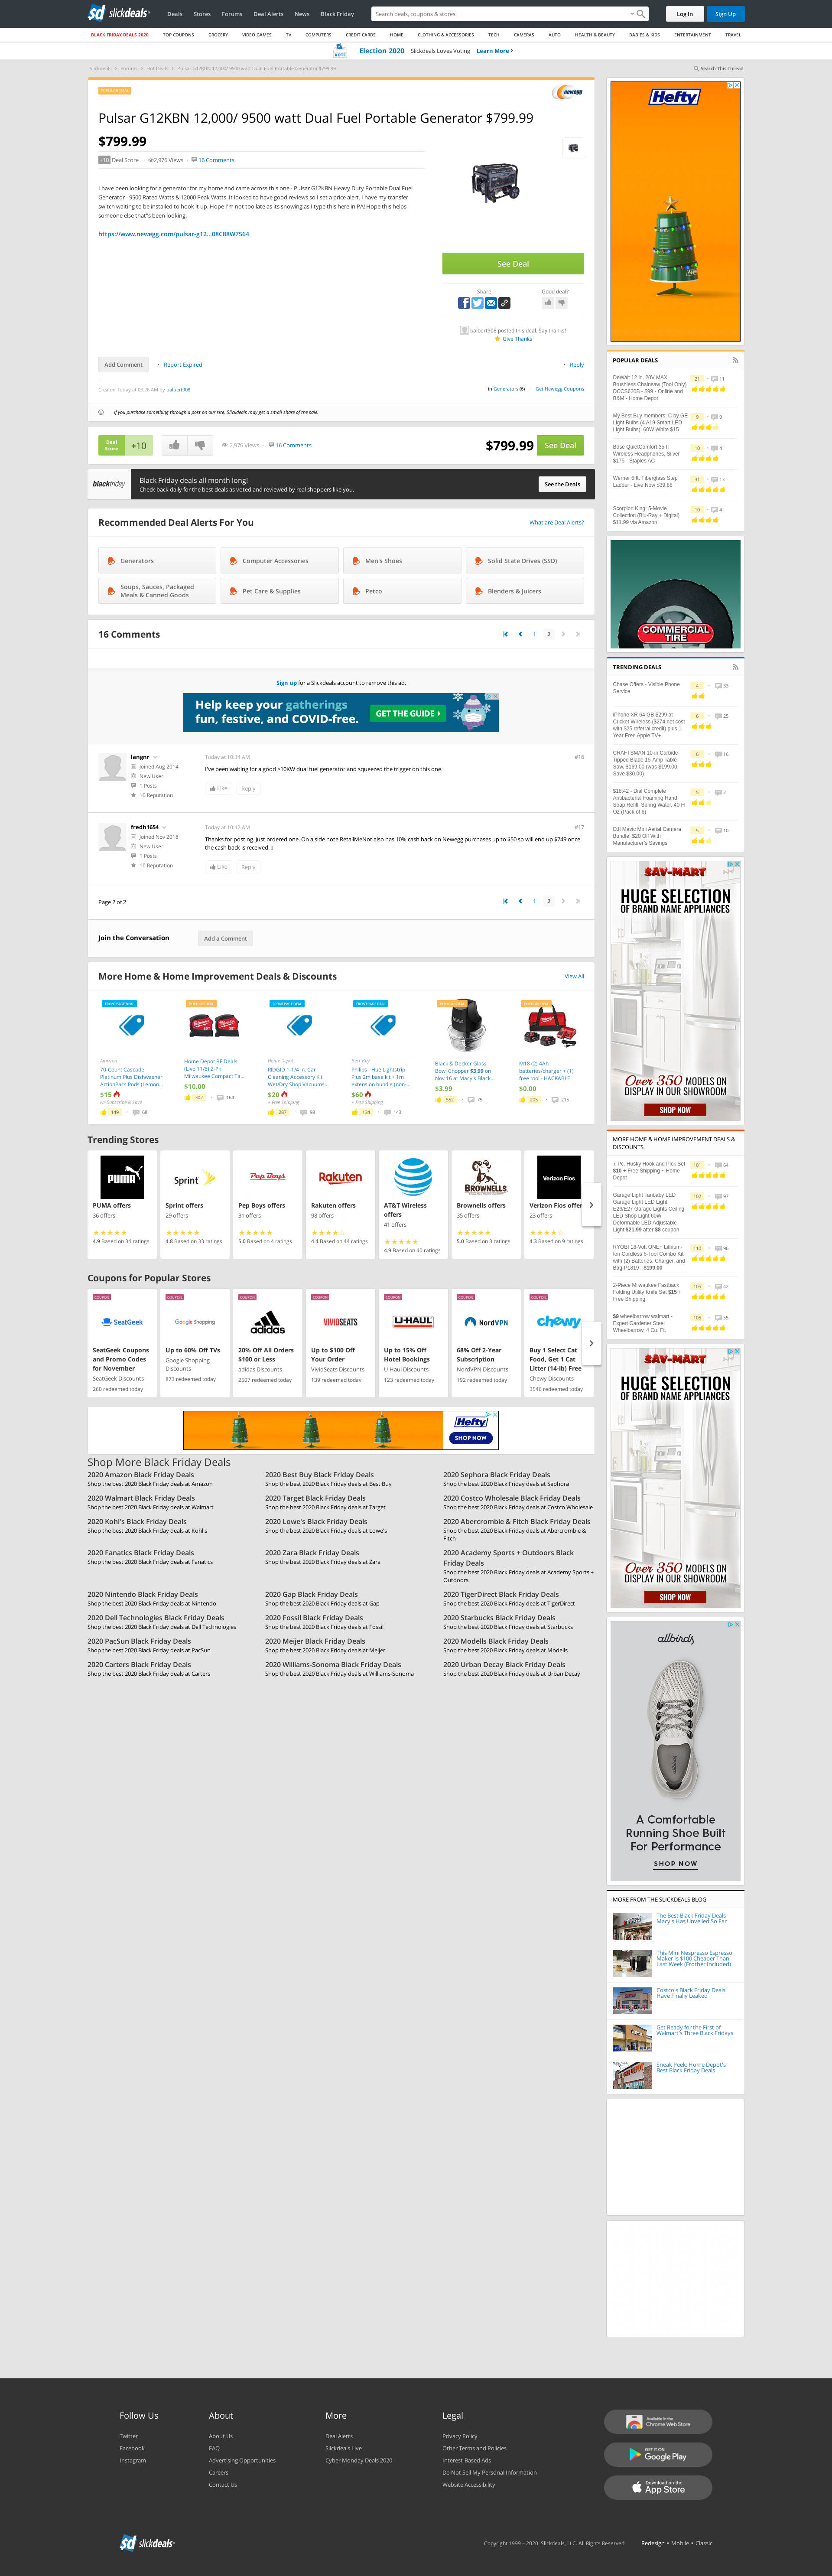 slickdeals
Deals Stores Forums Deal Alerts News Black Friday
Search deals, coupons & stores
Log In Sign Up
BLACK FRIDAY DEALS 2020 TOP COUPONS GROCERY VIDEO GAMES TV COMPUTERS CREDIT CARDS HOME CLOTHING & ACCESSORIES TECH CAMERAS AUTO HEALTH & BEAUTY BABIES & KIDS ENTERTAINMENT TRAVEL
VOTE Election 2020 Slickdeals Loves Voting Learn More
Slickdeals Forums Hot Deals Pulsar G12KBN 12,000/ 9500 watt Dual Fuel Portable Generator $799.99
Search This Thread
POPULAR DEAL
newegg
Pulsar G12KBN 12,000/ 9500 watt Dual Fuel Portable Generator $799.99
$799.99
+10 Deal Score 2,976 Views 16 Comments
I have been looking for a generator for my home and came across this one - Pulsar G12KBN Heavy Duty Portable Dual Fuel
Generator - 9500 Rated Watts & 12000 Peak Watts. It looked to have good reviews so I set a price alert. I have my transfer
switch waiting to be installed to hook it up. Hope I'm not too late as its snowing as I type this here in PA! Hope this helps
someone else that"s been looking.
https://www.newegg.com/pulsar-g12...08C88W7564
See Deal
Share Good deal?
balbert908 posted this deal. Say thanks!
Give Thanks
Add Comment Report Expired Reply
Created Today at 05:26 AM by balbert908
in Generators (6) Get Newegg Coupons
If you purchase something through a post on our site, Slickdeals may get a small share of the sale.
Deal
Score
+10
2,976 Views 16 Comments
$799.99 See Deal
blackfriday
Black Friday deals all month long!
Check back daily for the best deals as voted and reviewed by real shoppers like you.
See the Deals
Recommended Deal Alerts For You
What are Deal Alerts?
Generators Computer Accessories Men's Shoes Solid State Drives (SSD)
Soups, Sauces, Packaged
Meals & Canned Goods
Pet Care & Supplies Petco Blenders & Juicers
16 Comments
1 2
Sign up for a Slickdeals account to remove this ad.
Help keep your gatherings
fun, festive, and COVID-free.
GET THE GUIDE
langnr
Joined Aug 2014
New User
1 Posts
10 Reputation
Today at 10:34 AM #16
I've been waiting for a good >10KW dual fuel generator and squeezed the trigger on this one.
Like Reply
fredh1654
Joined Nov 2018
New User
1 Posts
10 Reputation
Today at 10:42 AM #17
Thanks for posting. Just ordered one. On a side note RetailMeNot also has 10% cash back on Newegg purchases up to $50 so will end up $749 once
the cash back is received. :)
Like Reply
Page 2 of 2
1 2
Join the Conversation
Add a Comment
More Home & Home Improvement Deals & Discounts
View All
FRONTPAGE DEAL
Amazon
70-Count Cascade
Platinum Plus Dishwasher
ActionPacs Pods (Lemon...
$15
w/ Subscribe & Save
149 68
POPULAR DEAL
Home Depot BF Deals
(Live 11/8) 2-Pk
Milwaukee Compact Ta...
$10.00
302 164
FRONTPAGE DEAL
Home Depot
RIDGID 1-1/4 in. Car
Cleaning Accessory Kit
Wet/Dry Shop Vacuums...
$20
+ Free Shipping
287 98
FRONTPAGE DEAL
Best Buy
Philips - Hue Lightstrip
Plus 2m base kit + 1m
extension bundle (non-...
$60
+ Free Shipping
134 143
POPULAR DEAL
Black & Decker Glass
Bowl Chopper $3.99 on
Nov 16 at Macy's Black...
$3.99
552 75
POPULAR DEAL
M18 (2) 4Ah
batteries/charger + (1)
free tool - HACKABLE
$0.00
205 215
Trending Stores
PUMA
PUMA offers
36 offers
4.9 Based on 34 ratings
Sprint
Sprint offers
29 offers
4.8 Based on 33 ratings
Pep Boys
Pep Boys offers
31 offers
5.0 Based on 4 ratings
Rakuten
Rakuten offers
98 offers
4.4 Based on 44 ratings
AT&T Wireless
offers
41 offers
4.9 Based on 40 ratings
BROWNELLS
Brownells offers
35 offers
5.0 Based on 3 ratings
Verizon Fios
Verizon Fios offer
23 offers
4.3 Based on 9 ratings
Coupons for Popular Stores
COUPON
SeatGeek
SeatGeek Coupons
and Promo Codes
for November
SeatGeek Discounts
260 redeemed today
COUPON
Google Shopping
Up to 60% Off TVs
Google Shopping
Discounts
873 redeemed today
COUPON
adidas
20% Off All Orders
$100 or Less
adidas Discounts
2507 redeemed today
COUPON
VIVIDSEATS
Up to $100 Off
Your Order
VividSeats Discounts
139 redeemed today
COUPON
U-HAUL
Up to 15% Off
Hotel Bookings
U-Haul Discounts
123 redeemed today
COUPON
NordVPN
68% Off 2-Year
Subscription
NordVPN Discounts
192 redeemed today
COUPON
chewy
Buy 1 Select Cat
Food, Get 1 Cat
Litter (14-lb) Free
Chewy Discounts
3546 redeemed today
Hefty
SHOP NOW
Shop More Black Friday Deals
2020 Amazon Black Friday Deals
Shop the best 2020 Black Friday deals at Amazon
2020 Best Buy Black Friday Deals
Shop the best 2020 Black Friday deals at Best Buy
2020 Sephora Black Friday Deals
Shop the best 2020 Black Friday deals at Sephora
2020 Walmart Black Friday Deals
Shop the best 2020 Black Friday deals at Walmart
2020 Target Black Friday Deals
Shop the best 2020 Black Friday deals at Target
2020 Costco Wholesale Black Friday Deals
Shop the best 2020 Black Friday deals at Costco Wholesale
2020 Kohl's Black Friday Deals
Shop the best 2020 Black Friday deals at Kohl's
2020 Lowe's Black Friday Deals
Shop the best 2020 Black Friday deals at Lowe's
2020 Abercrombie & Fitch Black Friday Deals
Shop the best 2020 Black Friday deals at Abercrombie &
Fitch
2020 Fanatics Black Friday Deals
Shop the best 2020 Black Friday deals at Fanatics
2020 Zara Black Friday Deals
Shop the best 2020 Black Friday deals at Zara
2020 Academy Sports + Outdoors Black
Friday Deals
Shop the best 2020 Black Friday deals at Academy Sports +
Outdoors
2020 Nintendo Black Friday Deals
Shop the best 2020 Black Friday deals at Nintendo
2020 Gap Black Friday Deals
Shop the best 2020 Black Friday deals at Gap
2020 TigerDirect Black Friday Deals
Shop the best 2020 Black Friday deals at TigerDirect
2020 Dell Technologies Black Friday Deals
Shop the best 2020 Black Friday deals at Dell Technologies
2020 Fossil Black Friday Deals
Shop the best 2020 Black Friday deals at Fossil
2020 Starbucks Black Friday Deals
Shop the best 2020 Black Friday deals at Starbucks
2020 PacSun Black Friday Deals
Shop the best 2020 Black Friday deals at PacSun
2020 Meijer Black Friday Deals
Shop the best 2020 Black Friday deals at Meijer
2020 Modells Black Friday Deals
Shop the best 2020 Black Friday deals at Modells
2020 Carters Black Friday Deals
Shop the best 2020 Black Friday deals at Carters
2020 Williams-Sonoma Black Friday Deals
Shop the best 2020 Black Friday deals at Williams-Sonoma
2020 Urban Decay Black Friday Deals
Shop the best 2020 Black Friday deals at Urban Decay
Hefty
POPULAR DEALS
DeWalt 12 in. 20V MAX
Brushless Chainsaw (Tool Only)
DCCS620B - $99 - Online and
B&M - Home Depot
21 11
My Best Buy members: C by GE
Light Bulbs (4 A19 Smart LED
Light Bulbs), 60W White $15
9 9
Bose QuietComfort 35 II
Wireless Headphones, Silver
$175 - Staples AC
10 4
Werner 6 ft. Fiberglass Step
Ladder - Live Now $39.88
31 13
Scorpion King: 5-Movie
Collection (Blu-Ray + Digital)
$11.99 via Amazon
10 4
COMMERCIAL
TIRE
TRENDING DEALS
Chase Offers - Visible Phone
Service
4 33
iPhone XR 64 GB $299 at
Cricket Wireless ($274 net cost
with $25 referral credit) plus 1
Year Free Apple TV+
6 25
CRAFTSMAN 10-in Carbide-
Tipped Blade 15-Amp Table
Saw, $169.00 (was $199.00,
Save $30.00)
6 16
$18.42 - Dial Complete
Antibacterial Foaming Hand
Soap Refill, Spring Water, 40 Fl
Oz (Pack of 6)
5 2
DJI Mavic Mini Aerial Camera
Bundle: $20 Off With
Manufacturer's Savings
5 10
SAV-MART
HUGE SELECTION
OF BRAND NAME APPLIANCES
Over 350 MODELS ON
DISPLAY IN OUR SHOWROOM
SHOP NOW
MORE HOME & HOME IMPROVEMENT DEALS &
DISCOUNTS
7-Pc. Husky Hook and Pick Set
$10 + Free Shipping – Home
Depot
101 64
Garage Light Tanbaby LED
Garage Light LED Light
E26/E27 Garage Lights Ceiling
LED Shop Light 60W
Deformable LED Adjustable
Light $21.99 after $8 coupon
102 97
RYOBI 18-Volt ONE+ Lithium-
Ion Cordless 6-Tool Combo Kit
with (2) Batteries, Charger, and
Bag-P1819 - $199.00
110 96
2-Piece Milwaukee Fastback
Folding Utility Knife Set $15 +
Free Shipping
105 42
$9 wheelbarrow walmart -
Expert Gardener Steel
Wheelbarrow, 4 Cu. Ft.
105 55
SAV-MART
HUGE SELECTION
OF BRAND NAME APPLIANCES
Over 350 MODELS ON
DISPLAY IN OUR SHOWROOM
SHOP NOW
allbirds
A Comfortable
Running Shoe Built
For Performance
SHOP NOW
MORE FROM THE SLICKDEALS BLOG
The Best Black Friday Deals
Macy's Has Unveiled So Far
This Mini Nespresso Espresso
Maker Is $100 Cheaper Than
Last Week (Frother Included)
Costco's Black Friday Deals
Have Finally Leaked
Get Ready for the First of
Walmart's Three Black Fridays
Sneak Peek: Home Depot's
Best Black Friday Deals
Follow Us
Twitter
Facebook
Instagram
About
About Us
FAQ
Advertising Opportunities
Careers
Contact Us
More
Deal Alerts
Slickdeals Live
Cyber Monday Deals 2020
Legal
Privacy Policy
Other Terms and Policies
Interest-Based Ads
Do Not Sell My Personal Information
Website Accessibility
Available in the
Chrome Web Store
GET IT ON
Google Play
Download on the
App Store
slickdeals
Copyright 1999 – 2020. Slickdeals, LLC. All Rights Reserved. Redesign • Mobile • Classic